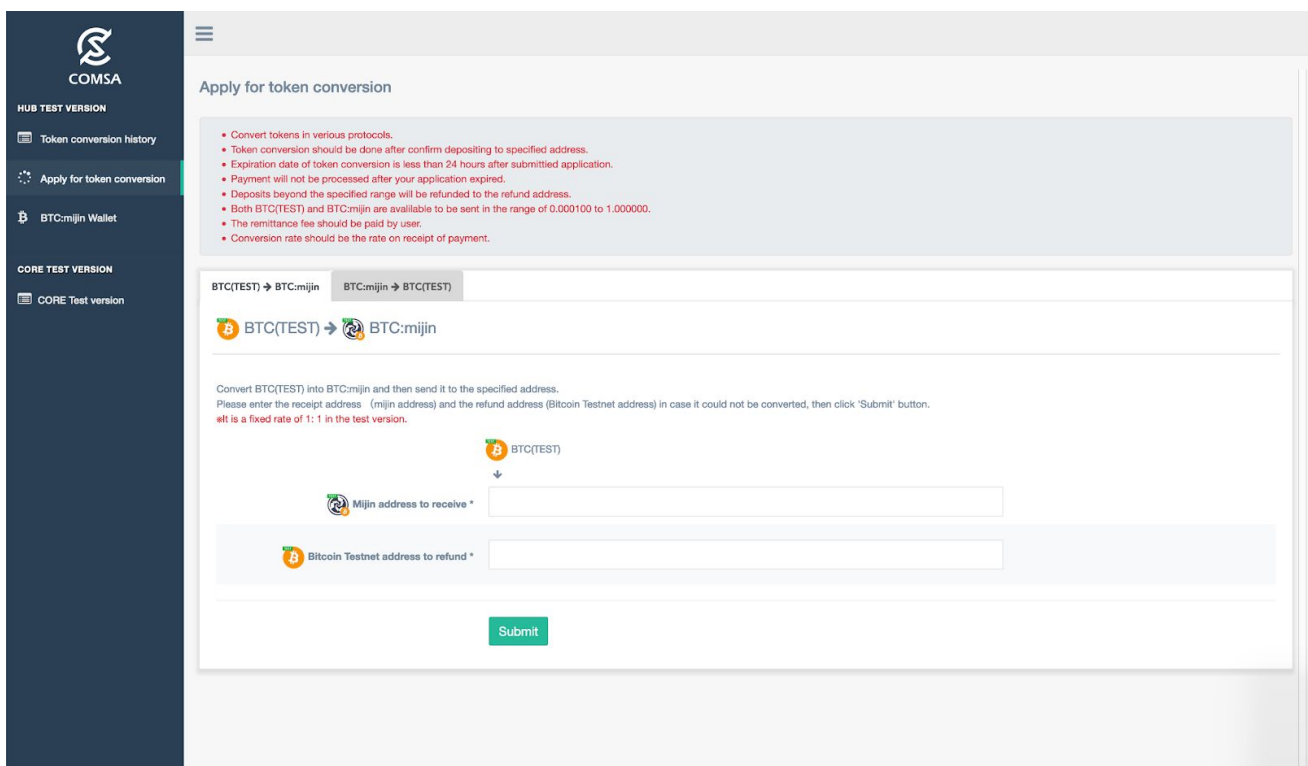 COMSA
HUB TEST VERSION
Token conversion history
Apply for token conversion
BTC:mijin Wallet
CORE TEST VERSION
CORE Test version
Apply for token conversion
• Convert tokens in verious protocols.
• Token conversion should be done after confirm depositing to specified address.
• Expiration date of token conversion is less than 24 hours after submittied application.
• Payment will not be processed after your application expired.
• Deposits beyond the specified range will be refunded to the refund address.
• Both BTC(TEST) and BTC:mijin are avalilable to be sent in the range of 0.000100 to 1.000000.
• The remittance fee should be paid by user.
• Conversion rate should be the rate on receipt of payment.
BTC(TEST) → BTC:mijin BTC:mijin → BTC(TEST)
BTC(TEST) → BTC:mijin
Convert BTC(TEST) into BTC:mijin and then send it to the specified address.
Please enter the receipt address （mijin address) and the refund address (Bitcoin Testnet address) in case it could not be converted, then click 'Submit' button.
※It is a fixed rate of 1: 1 in the test version.
BTC(TEST)
Mijin address to receive *
Bitcoin Testnet address to refund *
Submit